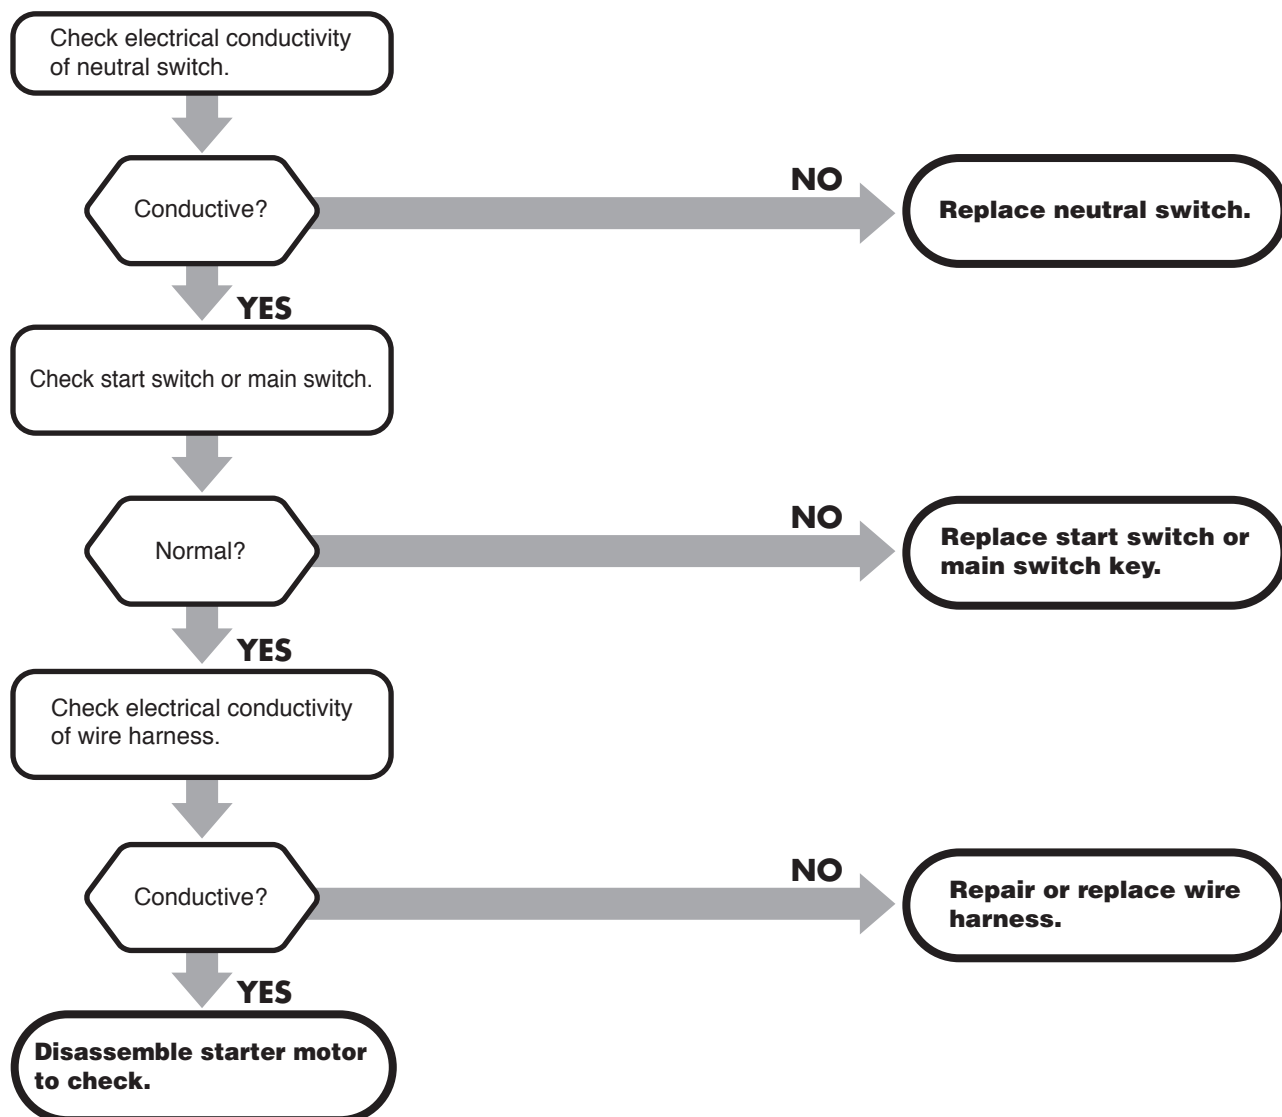 Check electrical conductivity
of neutral switch.
Conductive?
NO
Replace neutral switch.
YES
Check start switch or main switch.
Normal?
NO
Replace start switch or
main switch key.
YES
Check electrical conductivity
of wire harness.
Conductive?
NO
Repair or replace wire
harness.
YES
Disassemble starter motor
to check.